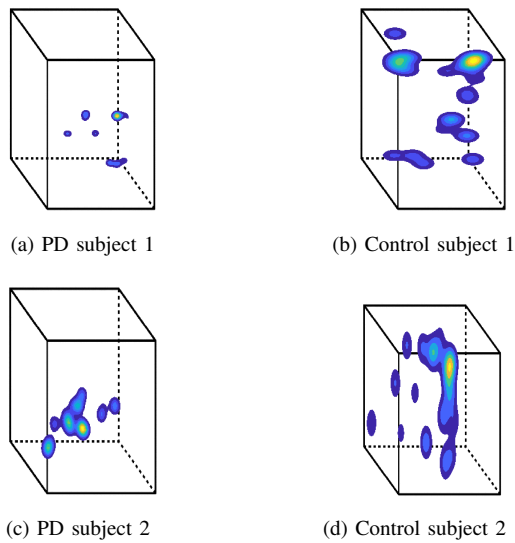 (a) PD subject 1
(b) Control subject 1
(c) PD subject 2
(d) Control subject 2